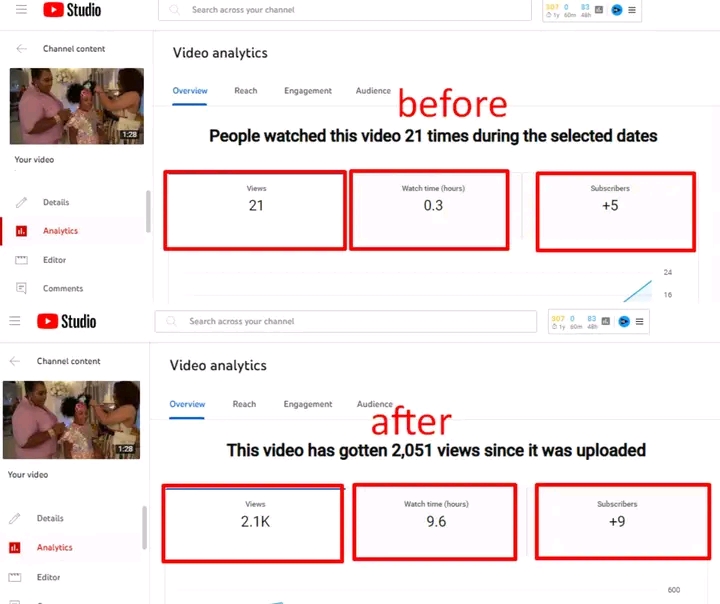 Studio
Search across your channel
507 0 83
1y 60m 48h
Channel content
Video analytics
Overview Reach Engagement Audience
before
1:28
People watched this video 21 times during the selected dates
Your video
Views
21
Watch time (hours)
0.3
Subscribers
+5
Details
Analytics
Editor
Comments
24
16
Studio
Search across your channel
507 0 83
1y 60m 48h
Channel content
Video analytics
Overview Reach Engagement Audience
after
1:28
This video has gotten 2,051 views since it was uploaded
Your video
Views
2.1K
Watch time (hours)
9.6
Subscribers
+9
Details
Analytics
Editor
600